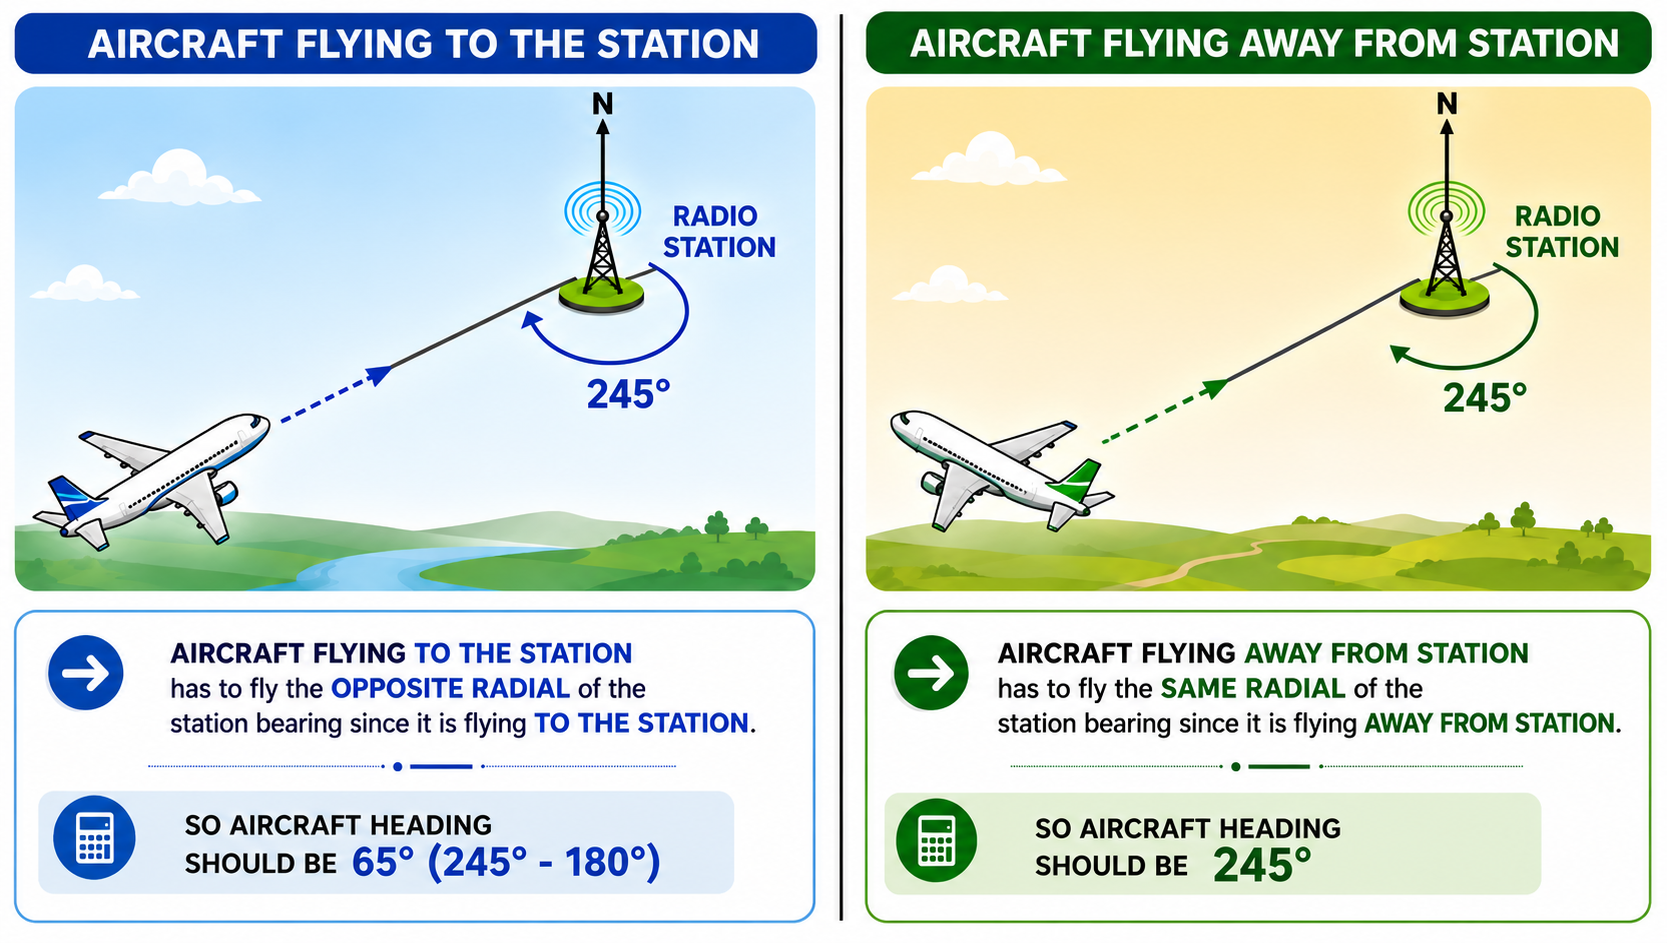 AIRCRAFT FLYING TO THE STATION
N
RADIO
STATION
245°
AIRCRAFT FLYING TO THE STATION
has to fly the OPPOSITE RADIAL of the
station bearing since it is flying TO THE STATION.
SO AIRCRAFT HEADING
SHOULD BE 65° (245° - 180°)
AIRCRAFT FLYING AWAY FROM STATION
N
RADIO
STATION
245°
AIRCRAFT FLYING AWAY FROM STATION
has to fly the SAME RADIAL of the
station bearing since it is flying AWAY FROM STATION.
SO AIRCRAFT HEADING
SHOULD BE 245°